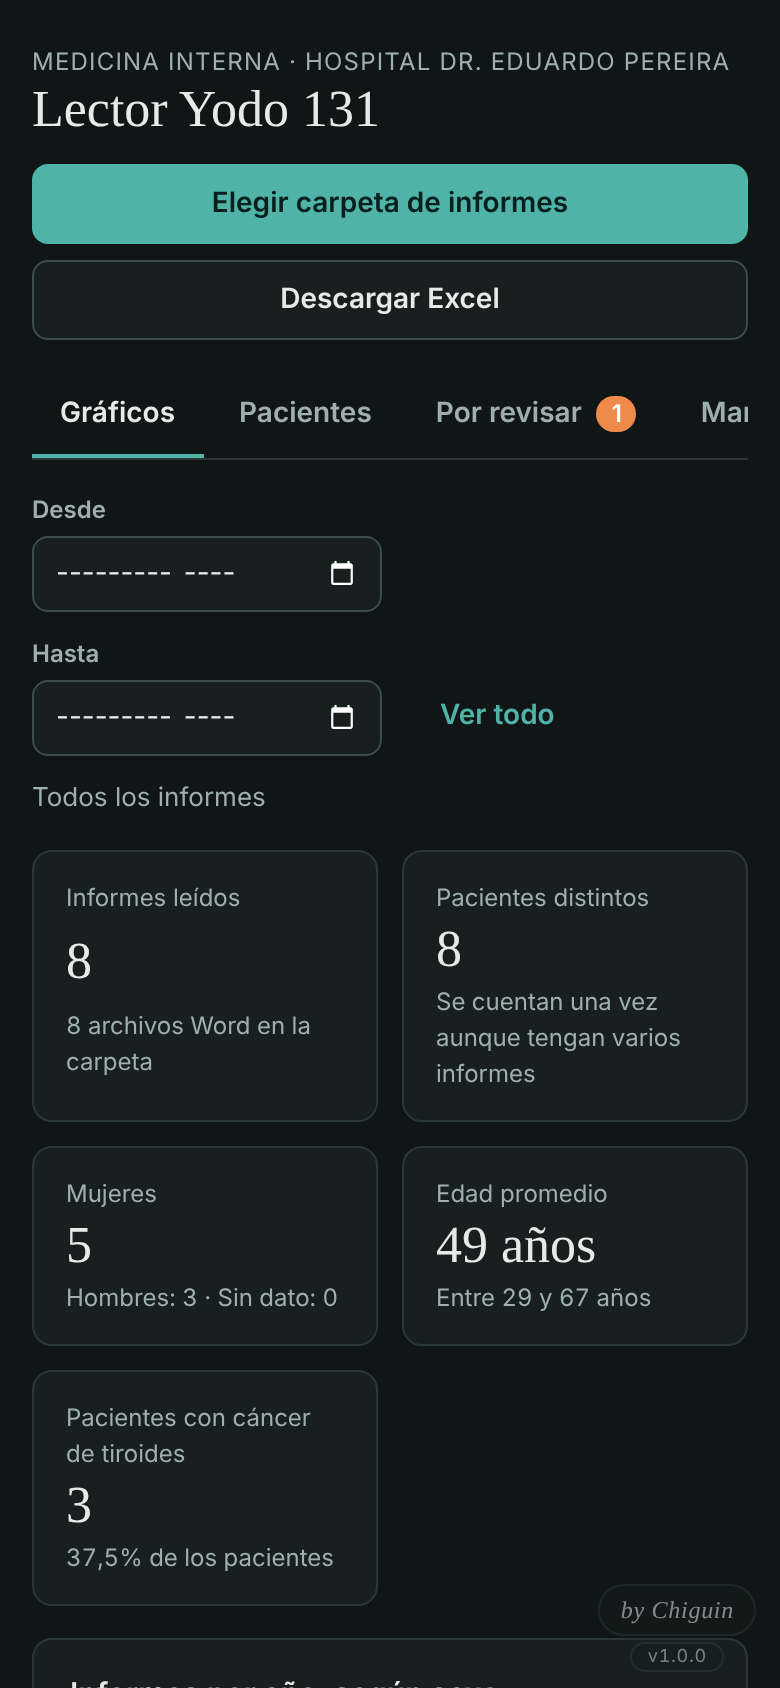 MEDICINA INTERNA · HOSPITAL DR. EDUARDO PEREIRA
Lector Yodo 131
Elegir carpeta de informes
Descargar Excel
Gráficos Pacientes Por revisar 1 Mar
Desde
--------- ----
Hasta
--------- ----
Ver todo
Todos los informes
Informes leídos
8
8 archivos Word en la
carpeta
Pacientes distintos
8
Se cuentan una vez
aunque tengan varios
informes
Mujeres
5
Hombres: 3 · Sin dato: 0
Edad promedio
49 años
Entre 29 y 67 años
Pacientes con cáncer
de tiroides
3
37,5% de los pacientes
by Chiguin
v1.0.0